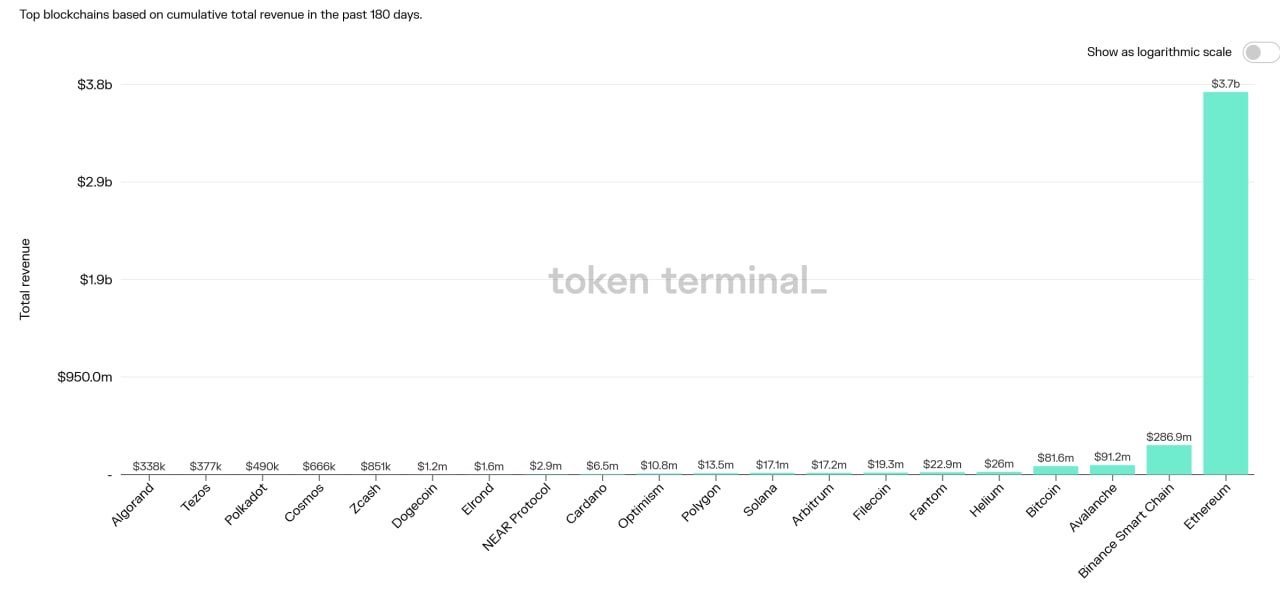 Top blockchains based on cumulative total revenue in the past 180 days.
Show as logarithmic scale
$3.8b
$2.9b
$1.9b
$950.0m
-
Total revenue
token terminal_
$338k
$377k
$490k
$666k
$851k
$1.2m
$1.6m
$2.9m
$6.5m
$10.8m
$13.5m
$17.1m
$17.2m
$19.3m
$22.9m
$26m
$81.6m
$91.2m
$286.9m
$3.7b
Algorand
Tezos
Polkadot
Cosmos
Zcash
Dogecoin
Elrond
NEAR Protocol
Cardano
Optimism
Polygon
Solana
Arbitrum
Filecoin
Fantom
Helium
Bitcoin
Avalanche
Binance Smart Chain
Ethereum